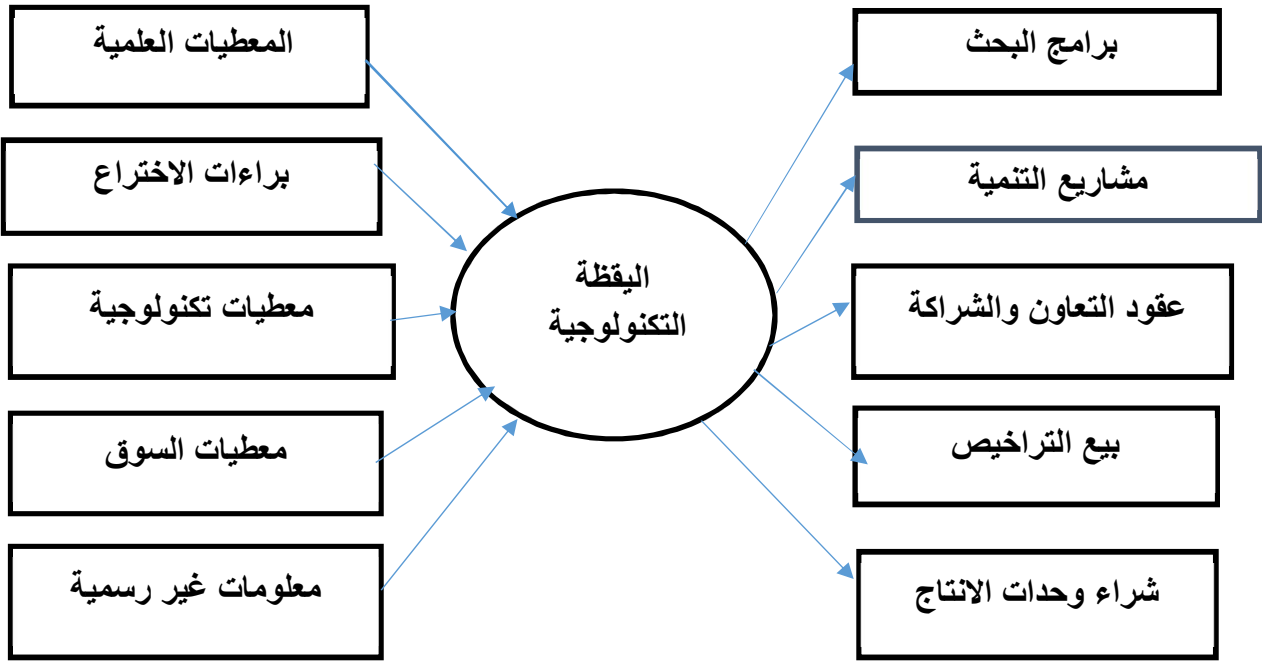 المعطيات العلمية
براءات الاختراع
معطيات تكنولوجية
معطيات السوق
معلومات غير رسمية
اليقظة
التكنولوجية
برامج البحث
مشاريع التنمية
عقود التعاون والشراكة
بيع التراخيص
شراء وحدات الانتاج